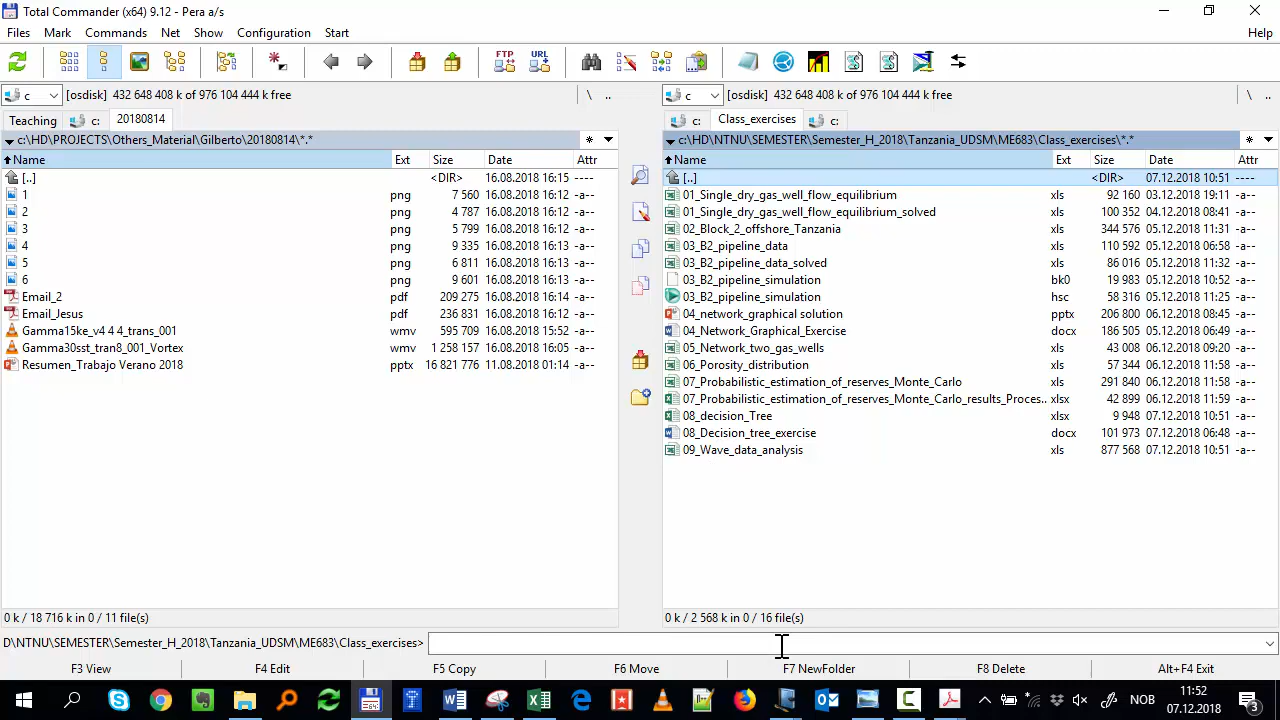 Total Commander (x64) 9.12 - Pera a/s
Files Mark Commands Net Show Configuration Start Help
FTP URL
c [osdisk] 432 648 408 k of 976 104 444 k free \ ..
Teaching c: 20180814
c:\HD\PROJECTS\Others_Material\Gilberto\20180814\*.* * 
Name Ext Size Date Attr
[..] <DIR> 16.08.2018 16:15 ----
1 png 7 560 16.08.2018 16:12 -a--
2 png 4 787 16.08.2018 16:12 -a--
3 png 5 799 16.08.2018 16:12 -a--
4 png 9 335 16.08.2018 16:13 -a--
5 png 6 811 16.08.2018 16:13 -a--
6 png 9 601 16.08.2018 16:13 -a--
Email_2 pdf 209 275 16.08.2018 16:14 -a--
Email_Jesus pdf 236 831 16.08.2018 16:12 -a--
Gamma15ke_v4 4 4_trans_001 wmv 593 709 16.08.2018 15:52 -a--
Gamma30sst_tran8_001_Vortex wmv 1 258 157 16.08.2018 16:05 -a--
Resumen_Trabajo Verano 2018 pptx 16 821 776 11.08.2018 01:14 -a--
0 k / 18 716 k in 0 / 11 file(s)
c [osdisk] 432 648 408 k of 976 104 444 k free \ ..
c: Class_exercises c:
c:\HD\NTNU\SEMESTER\Semester_H_2018\Tanzania_UDSM\ME683\Class_exercises\*.* *
Name Ext Size Date Attr
[..] <DIR> 07.12.2018 10:51 ----
01_Single_dry_gas_well_flow_equilibrium xls 92 160 03.12.2018 19:11 -a--
01_Single_dry_gas_well_flow_equilibrium_solved xls 100 352 04.12.2018 08:41 -a--
02_Block_2_offshore_Tanzania xls 344 576 05.12.2018 11:31 -a--
03_B2_pipeline_data xls 110 592 05.12.2018 06:58 -a--
03_B2_pipeline_data_solved xls 86 016 05.12.2018 11:32 -a--
03_B2_pipeline_simulation bk0 19 983 05.12.2018 10:52 -a--
03_B2_pipeline_simulation hsc 58 316 05.12.2018 11:25 -a--
04_network_graphical solution pptx 206 800 06.12.2018 08:45 -a--
04_Network_Graphical_Exercise docx 186 505 05.12.2018 06:49 -a--
05_Network_two_gas_wells xls 43 008 06.12.2018 09:20 -a--
06_Porosity_distribution xls 57 344 06.12.2018 11:58 -a--
07_Probabilistic_estimation_of_reserves_Monte_Carlo xls 291 840 06.12.2018 11:58 -a--
07_Probabilistic_estimation_of_reserves_Monte_Carlo_results_Proces.. xlsx 42 899 06.12.2018 11:59 -a--
08_decision_Tree xlsx 9 948 07.12.2018 10:51 -a--
08_Decision_tree_exercise docx 101 973 07.12.2018 06:48 -a--
09_Wave_data_analysis xls 877 568 07.12.2018 10:51 -a--
0 k / 2 568 k in 0 / 16 file(s)
D\NTNU\SEMESTER\Semester_H_2018\Tanzania_UDSM\ME683\Class_exercises>
F3 View F4 Edit F5 Copy F6 Move F7 NewFolder F8 Delete Alt+F4 Exit
NOB 11:52
07.12.2018 3